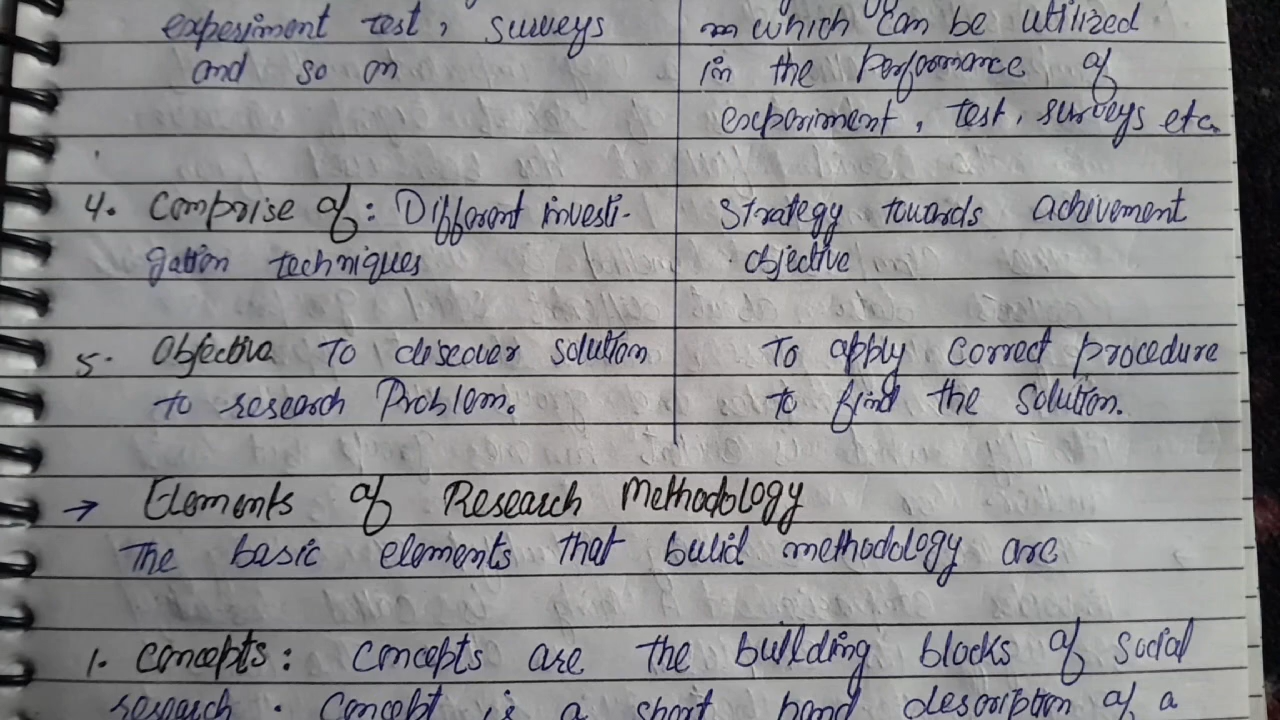 experiment test, surveys
and so on
which can be utilized
in the performance of
experiment, test, surveys etc.
4. Comprise of: Different investi-
gation techniques
Strategy towards achivement
objective
5. Objective To discover solution
to research Problem.
To apply correct procedure
to find the solution.
→ Elements of Research Methodology
The basic elements that bulid methodology are
1. Concepts: Concepts are the building blocks of social
research. Concept is a short hand description of a